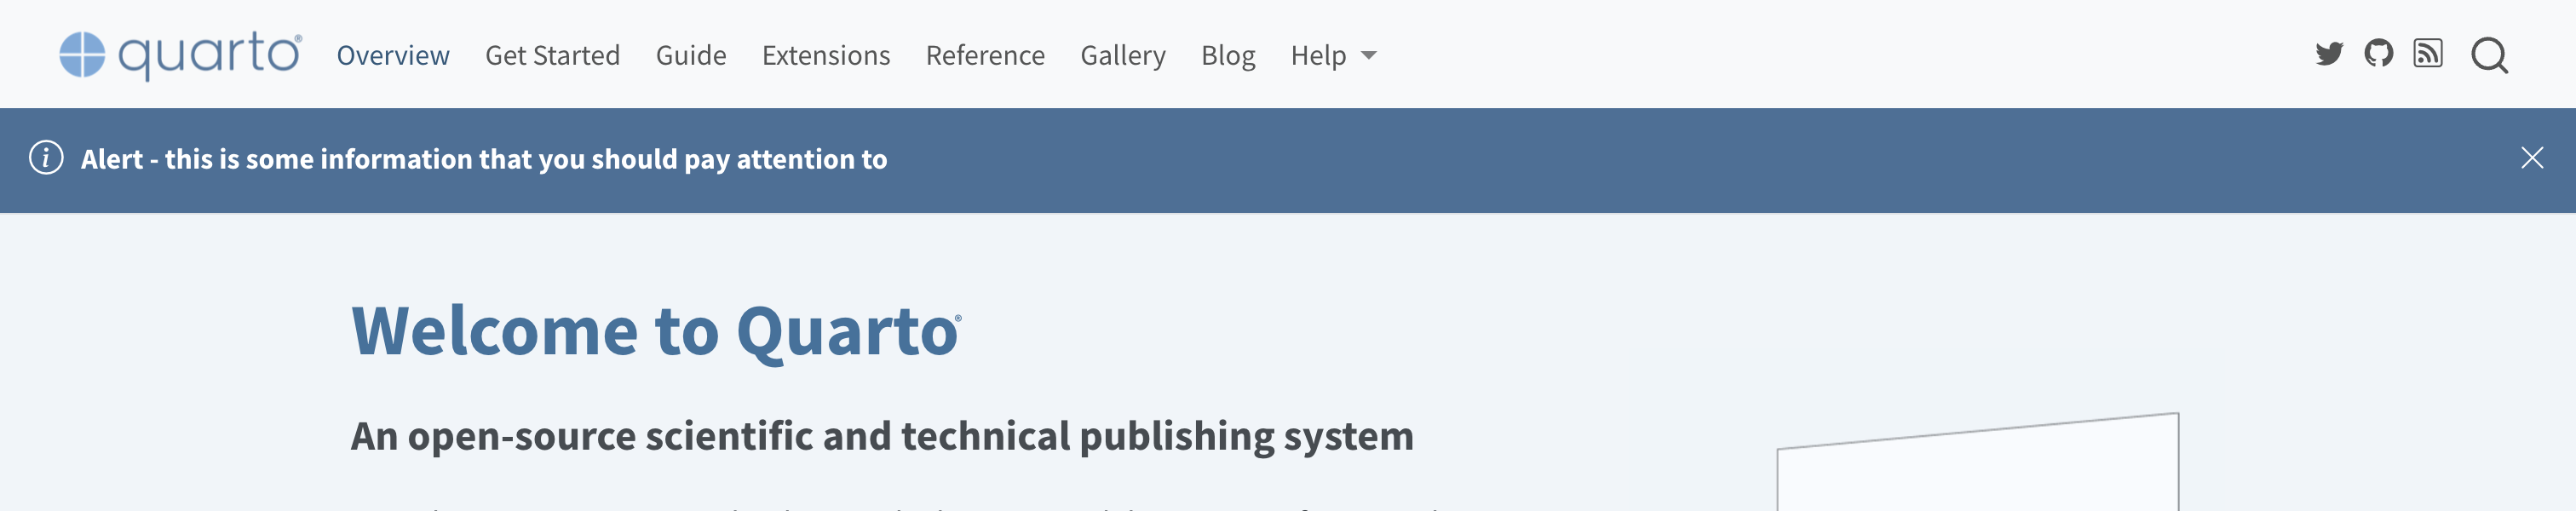 quarto® Overview Get Started Guide Extensions Reference Gallery Blog Help
Alert - this is some information that you should pay attention to
Welcome to Quarto®
An open-source scientific and technical publishing system